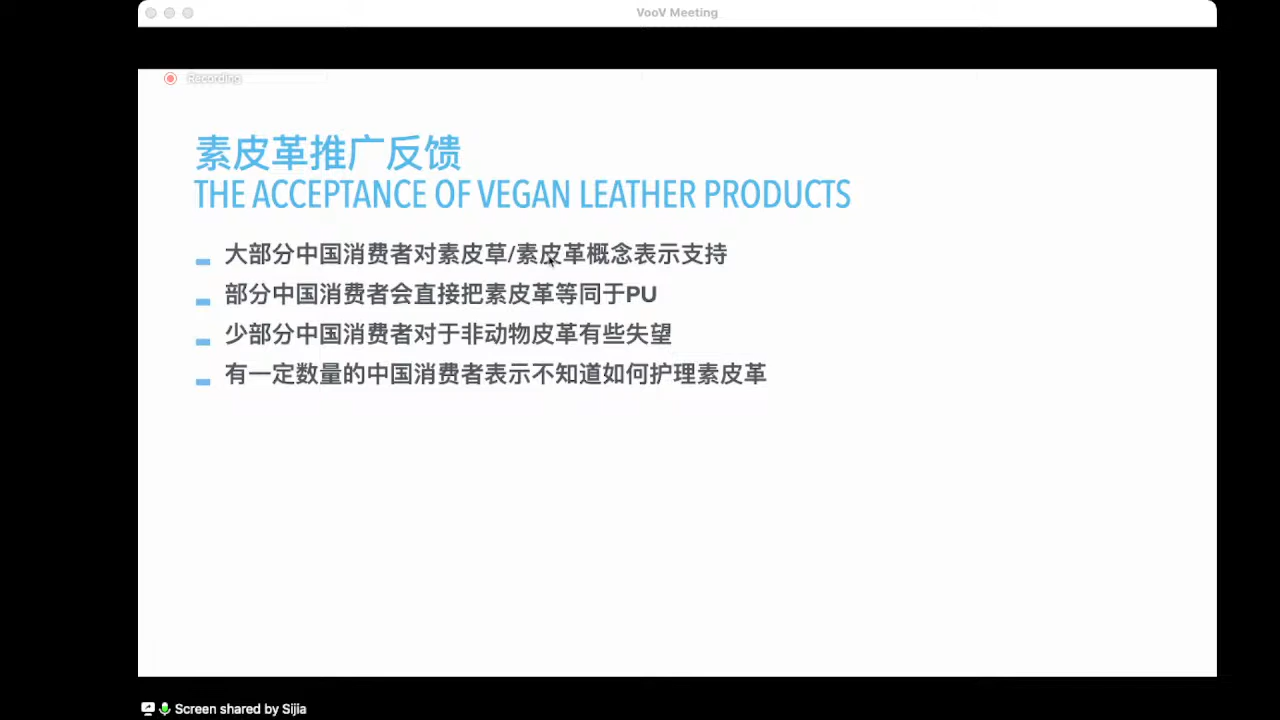 VooV Meeting
Recording
素皮革推广反馈
THE ACCEPTANCE OF VEGAN LEATHER PRODUCTS
大部分中国消费者对素皮草/素皮革概念表示支持
部分中国消费者会直接把素皮革等同于PU
少部分中国消费者对于非动物皮革有些失望
有一定数量的中国消费者表示不知道如何护理素皮革
Screen shared by Sijia